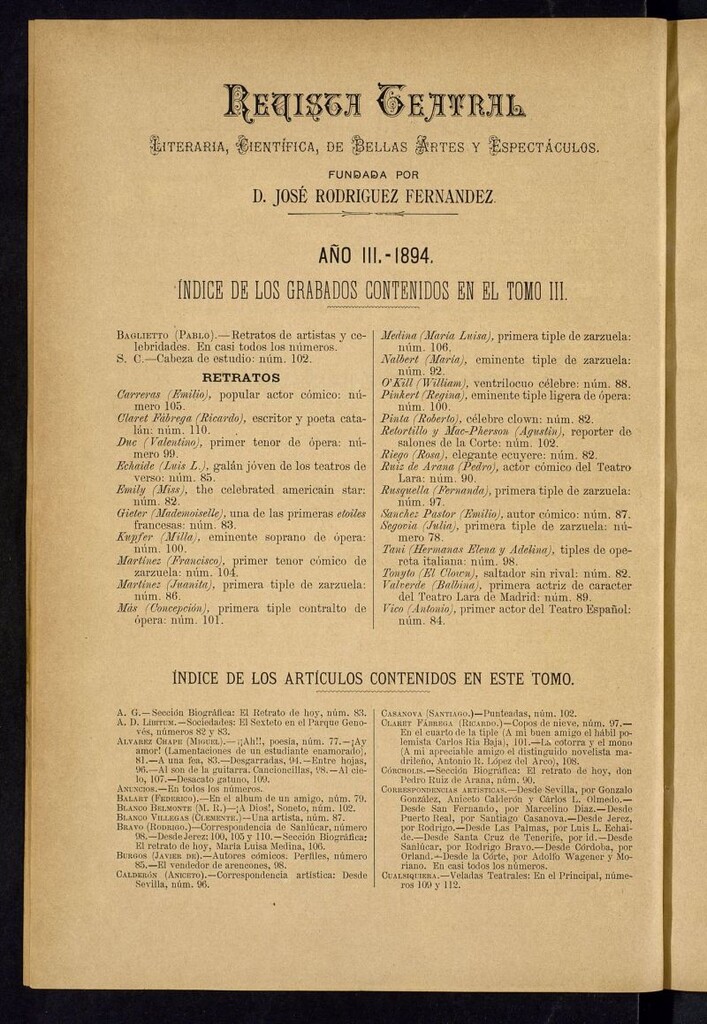 REVISTA TEATRAL
LITERARIA, CIENTÍFICA, DE BELLAS ARTES Y ESPECTÁCULOS.
FUNDADA POR
D. JOSÉ RODRIGUEZ FERNANDEZ.
AÑO III.-1894.
ÍNDICE DE LOS GRABADOS CONTENIDOS EN EL TOMO III.
BAGLIETTO (PABLO).—Retratos de artistas y ce-
lebridades. En casi todos los números.
S. C.—Cabeza de estudio: núm. 102.
RETRATOS
Carreras (Emilio), popular actor cómico: nú-
mero 105.
Claret Fábrega (Ricardo), escritor y poeta cata-
lán: núm. 110.
Duc (Valentino), primer tenor de ópera: nú-
mero 99.
Echaide (Luis L.), galán jóven de los teatros de
verso: núm. 85.
Emily (Miss), the celebrated americain star:
núm. 82.
Gieter (Mademoiselle), una de las primeras etoiles
francesas: núm. 83.
Kupfer (Milla), eminente soprano de ópera:
núm. 100.
Martínez (Francisco), primer tenor cómico de
zarzuela: núm. 104.
Martínez (Juanita), primera tiple de zarzuela:
núm. 86.
Más (Concepción), primera tiple contralto de
ópera: núm. 101.
Medina (María Luisa), primera tiple de zarzuela:
núm. 106.
Nalbert (María), eminente tiple de zarzuela:
núm. 92.
O'Kill (William), ventrilocuo célebre: núm. 88.
Pinkert (Regina), eminente tiple ligera de ópera:
núm. 100.
Pinta (Roberto), célebre clown: núm. 82.
Retortillo y Mac-Pherson (Agustín), reporter de
salones de la Corte: núm. 102.
Riego (Rosa), elegante ecuyere: núm. 82.
Ruiz de Arana (Pedro), actor cómico del Teatro
Lara: núm. 90.
Rusquella (Fernanda), primera tiple de zarzuela:
núm. 97.
Sanchez Pastor (Emilio), autor cómico: núm. 87.
Segovia (Julia), primera tiple de zarzuela: nú-
mero 78.
Tani (Hermanas Elena y Adelina), tiples de ope-
reta italiana: núm. 98.
Tonyto (El Clown), saltador sin rival: núm. 82.
Valverde (Balbina), primera actriz de caracter
del Teatro Lara de Madrid: núm. 89.
Vico (Antonio), primer actor del Teatro Español:
núm. 84.
ÍNDICE DE LOS ARTÍCULOS CONTENIDOS EN ESTE TOMO.
A. G.—Sección Biográfica: El Retrato de hoy, núm. 83.
A. D. LIBITUM.—Sociedades: El Sexteto en el Parque Geno-
vés, números 82 y 83.
ALVAREZ CHAPE (MIGUEL).—¡Ah!!, poesía, núm. 77.—¡Ay
amor! (Lamentaciones de un estudiante enamorado),
81.—A una fea, 83.—Desgarradas, 94.—Entre hojas,
96.—Al son de la guitarra. Cancioncillas, 98.—Al cie-
lo, 107.—Desacato gatuno, 109.
ANUNCIOS.—En todos los números.
BALART (FEDERICO).—En el album de un amigo, núm. 79.
BLANCO BELMONTE (M. R.)—¡A Dios!, Soneto, núm. 102.
BLANCO VILLEGAS (CLEMENTE.)—Una artista, núm. 87.
BRAVO (RODRIGO.)—Correspondencia de Sanlúcar, número
98.—Desde Jerez: 100, 105 y 110.—Sección Biográfica:
El retrato de hoy, María Luisa Medina, 106.
BURGOS (JAVIER DE).—Autores cómicos. Perfiles, número
85.—El vendedor de arencones, 98.
CALDERÓN (ANICETO).—Correspondencia artística: Desde
Sevilla, núm. 96.
CASANOVA (SANTIAGO.)—Punteadas, núm. 102.
CLARET FÁBREGA (RICARDO.)—Copos de nieve, núm. 97.—
En el cuarto de la tiple (A mi buen amigo el hábil po-
lemista Carlos Ría Baja), 101.—La cotorra y el mono
(A mi apreciable amigo el distinguido novelista ma-
drileño, Antonio R. López del Arco), 108.
CÓRCHOLIS.—Sección Biográfica: El retrato de hoy, don
Pedro Ruiz de Arana, núm. 90.
CORRESPONDENCIAS ARTÍSTICAS.—Desde Sevilla, por Gonzalo
González, Aniceto Calderón y Cárlos L. Olmedo.—
Desde San Fernando, por Marcelino Díaz.—Desde
Puerto Real, por Santiago Casanova.—Desde Jerez,
por Rodrigo.—Desde Las Palmas, por Luis L. Echai-
de.—Desde Santa Cruz de Tenerife, por id.—Desde
Sanlúcar, por Rodrigo Bravo.—Desde Córdoba, por
Orland.—Desde la Córte, por Adolfo Wagener y Mo-
riano. En casi todos los números.
CUALSIQUIERA.—Veladas Teatrales: En el Principal, núme-
ros 109 y 112.